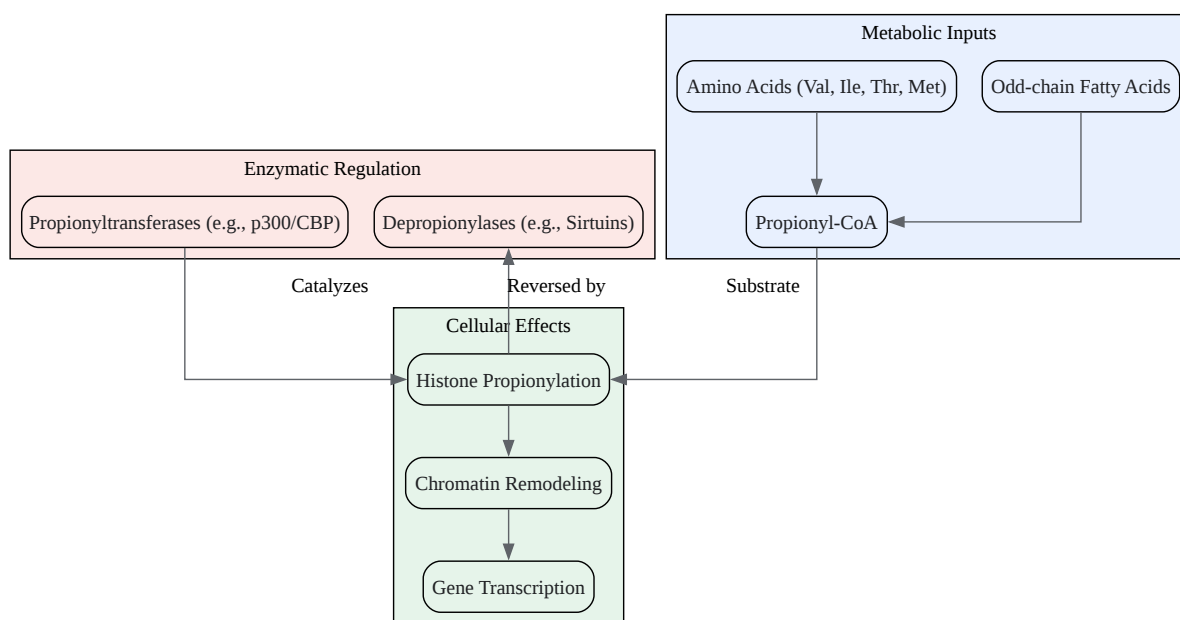 Metabolic Inputs
Amino Acids (Val, Ile, Thr, Met)
Odd-chain Fatty Acids
Enzymatic Regulation
Propionyltransferases (e.g., p300/CBP)
Depropionylases (e.g., Sirtuins)
Propionyl-CoA
Catalyzes
Reversed by
Substrate
Cellular Effects
Histone Propionylation
Chromatin Remodeling
Gene Transcription